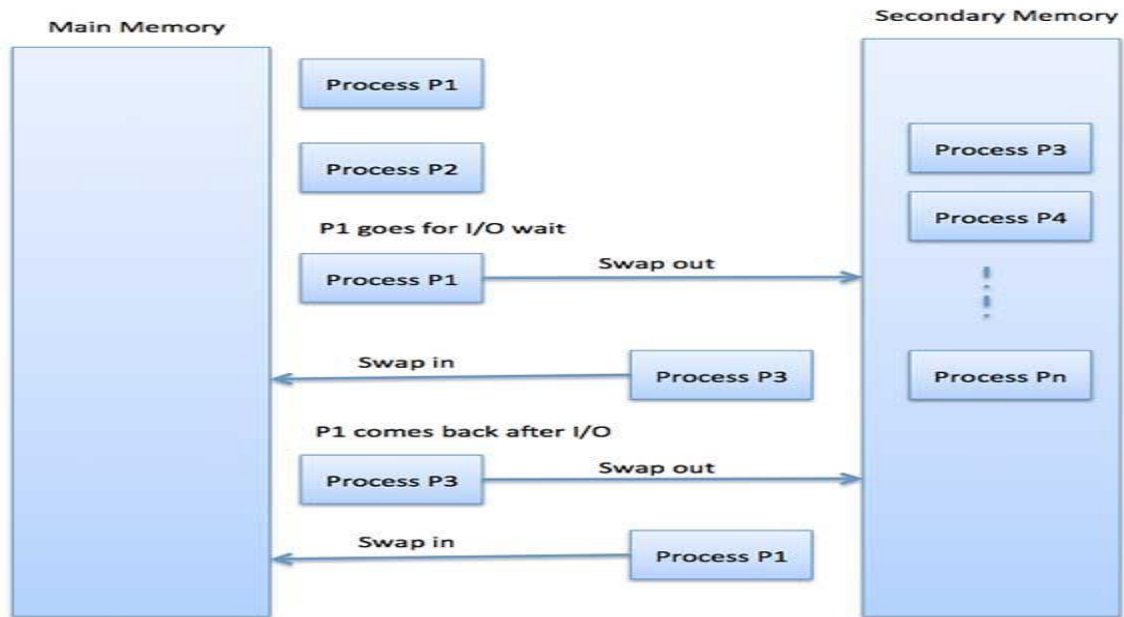 Main Memory
Secondary Memory
Process P1
Process P3
Process P2
Process P4
P1 goes for I/O wait
Process P1
Swap out
Swap in
Process P3
Process Pn
P1 comes back after I/O
Process P3
Swap out
Swap in
Process P1